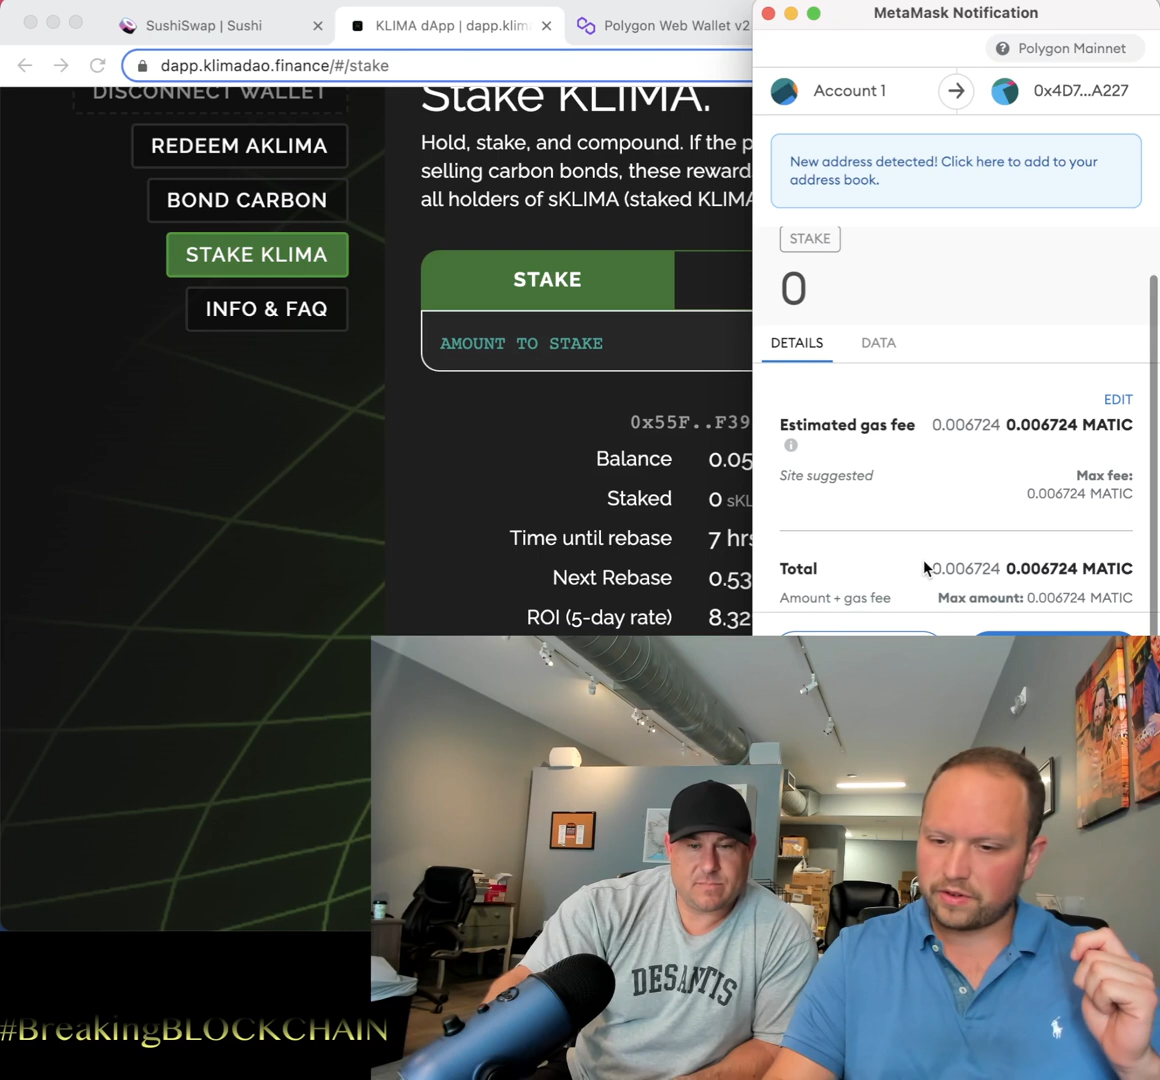 SushiSwap | Sushi
KLIMA dApp | dapp.klim
Polygon Web Wallet v2
dapp.klimadao.finance/#/stake
DISCONNECT WALLET
REDEEM AKLIMA
BOND CARBON
STAKE KLIMA
INFO & FAQ
Stake KLIMA.
Hold, stake, and compound. If the p
selling carbon bonds, these reward
all holders of sKLIMA (staked KLIMA
STAKE
AMOUNT TO STAKE
0x55F..F39
Balance 0.05
Staked 0 sKL
Time until rebase 7 hrs
Next Rebase 0.53
ROI (5-day rate) 8.32
MetaMask Notification
Polygon Mainnet
Account 1
0x4D7...A227
New address detected! Click here to add to your
address book.
STAKE
0
DETAILS DATA
EDIT
Estimated gas fee 0.006724 0.006724 MATIC
Site suggested Max fee:
0.006724 MATIC
Total 0.006724 0.006724 MATIC
Amount + gas fee Max amount: 0.006724 MATIC
DESANTIS
#BreakingBLOCKCHAIN